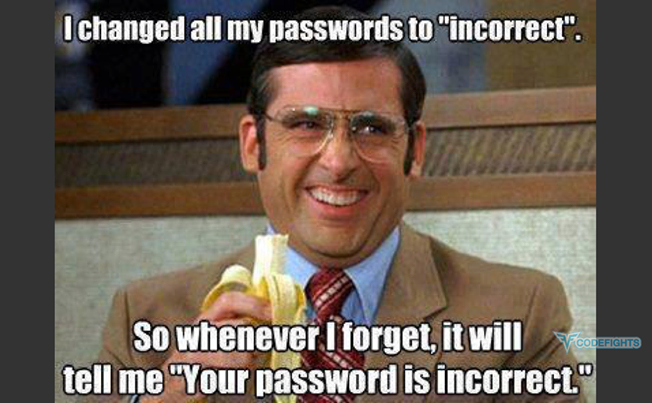 I changed all my passwords to "incorrect".
So whenever I forget, it will
tell me "Your password is incorrect."
CODEFIGHTS